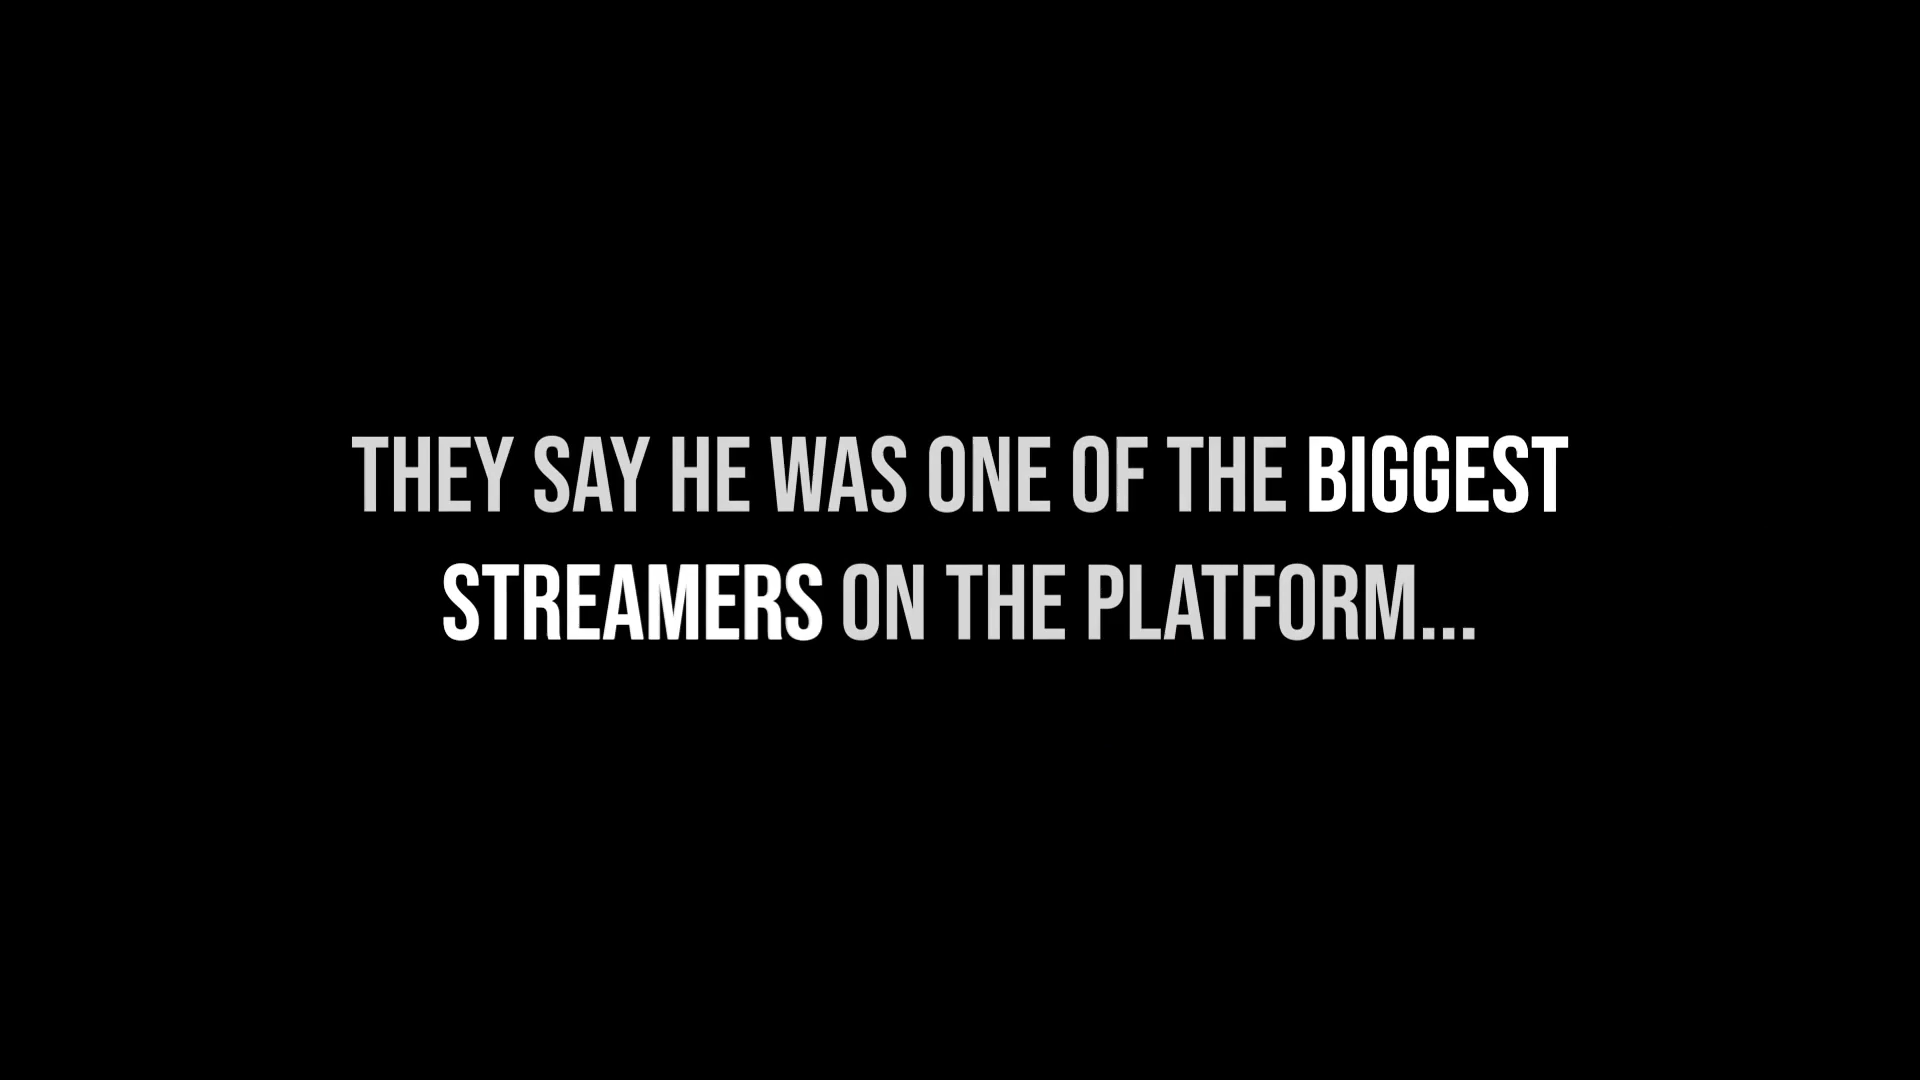 THEY SAY HE WAS ONE OF THE BIGGEST
STREAMERS ON THE PLATFORM...